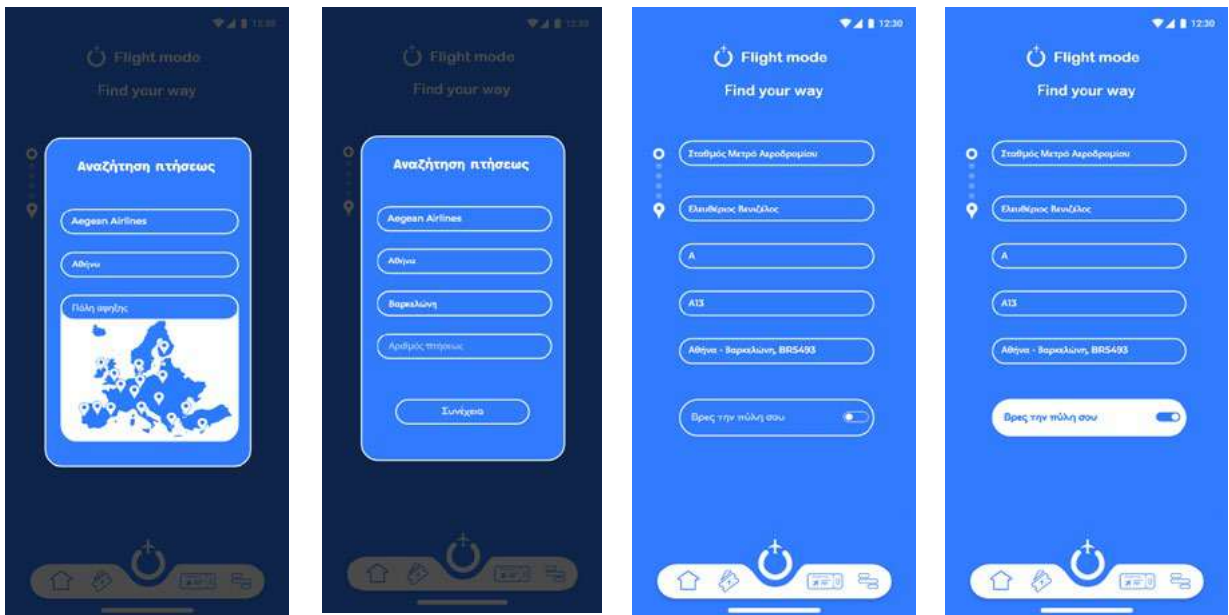 12:30
Flight mode
Find your way
Αναζήτηση πτήσεως
Aegean Airlines
Αθήνα
Πόλη αφηξης
12:30
Flight mode
Find your way
Αναζήτηση πτήσεως
Aegean Airlines
Αθήνα
Βαρκελώνη
Αριθμός πτήσεως
Συνέχεια
12:30
Flight mode
Find your way
Σταθμός Μετρό Αεροδρομίου
Ελευθέριος Βενιζέλος
A
A13
Αθήνα - Βαρκελώνη, BR5493
Βρες την πύλη σου
12:30
Flight mode
Find your way
Σταθμός Μετρό Αεροδρομίου
Ελευθέριος Βενιζέλος
A
A13
Αθήνα - Βαρκελώνη, BR5493
Βρες την πύλη σου